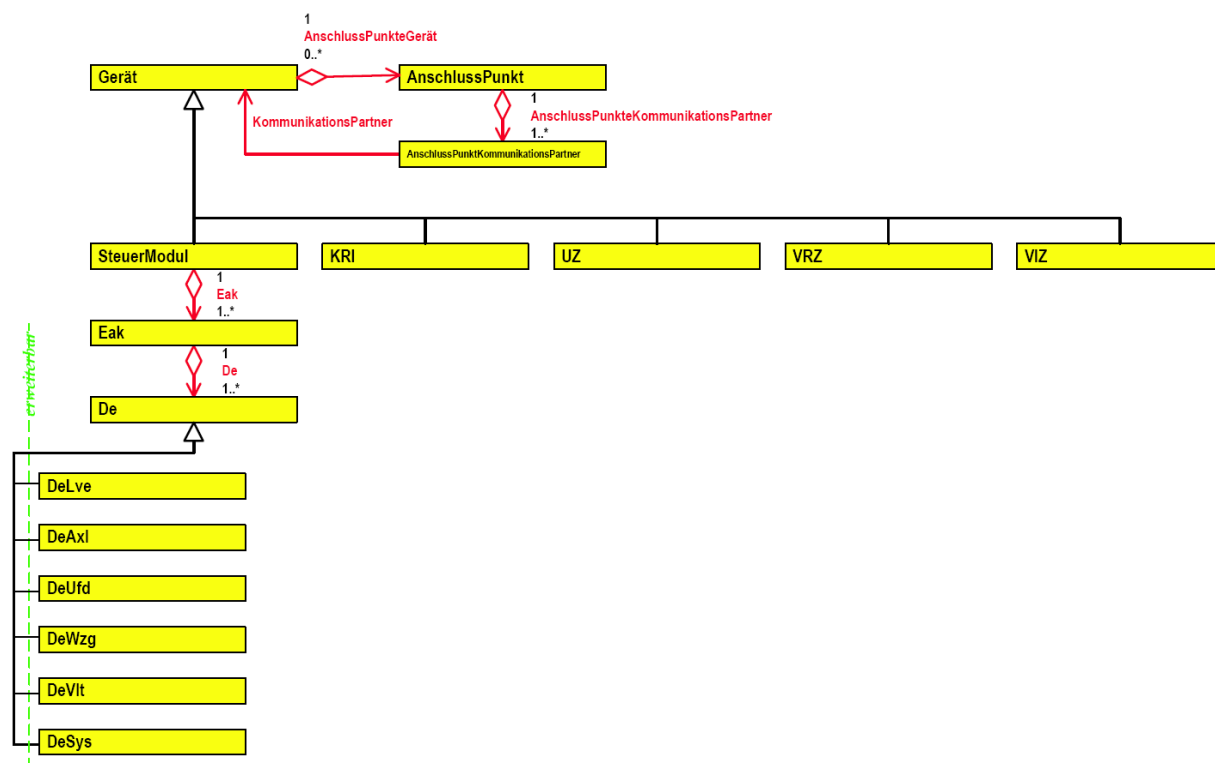 1
AnschlussPunkteGerät
0..*
Gerät
AnschlussPunkt
1
KommunikationsPartner
AnschlussPunkteKommunikationsPartner
1..*
AnschlussPunktKommunikationsPartner
SteuerModul
KRI
UZ
VRZ
VIZ
1
Eak
1..*
Eak
erweiterbar
1
De
1..*
De
DeLve
DeAxl
DeUfd
DeWzg
DeVlt
DeSys